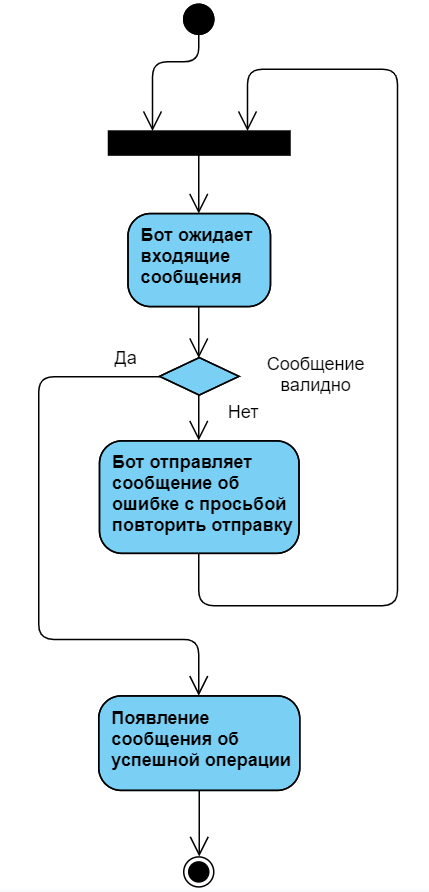 Бот ожидает
входящие
сообщения
Да
Сообщение
валидно
Нет
Бот отправляет
сообщение об
ошибке с просьбой
повторить отправку
Появление
сообщения об
успешной операции